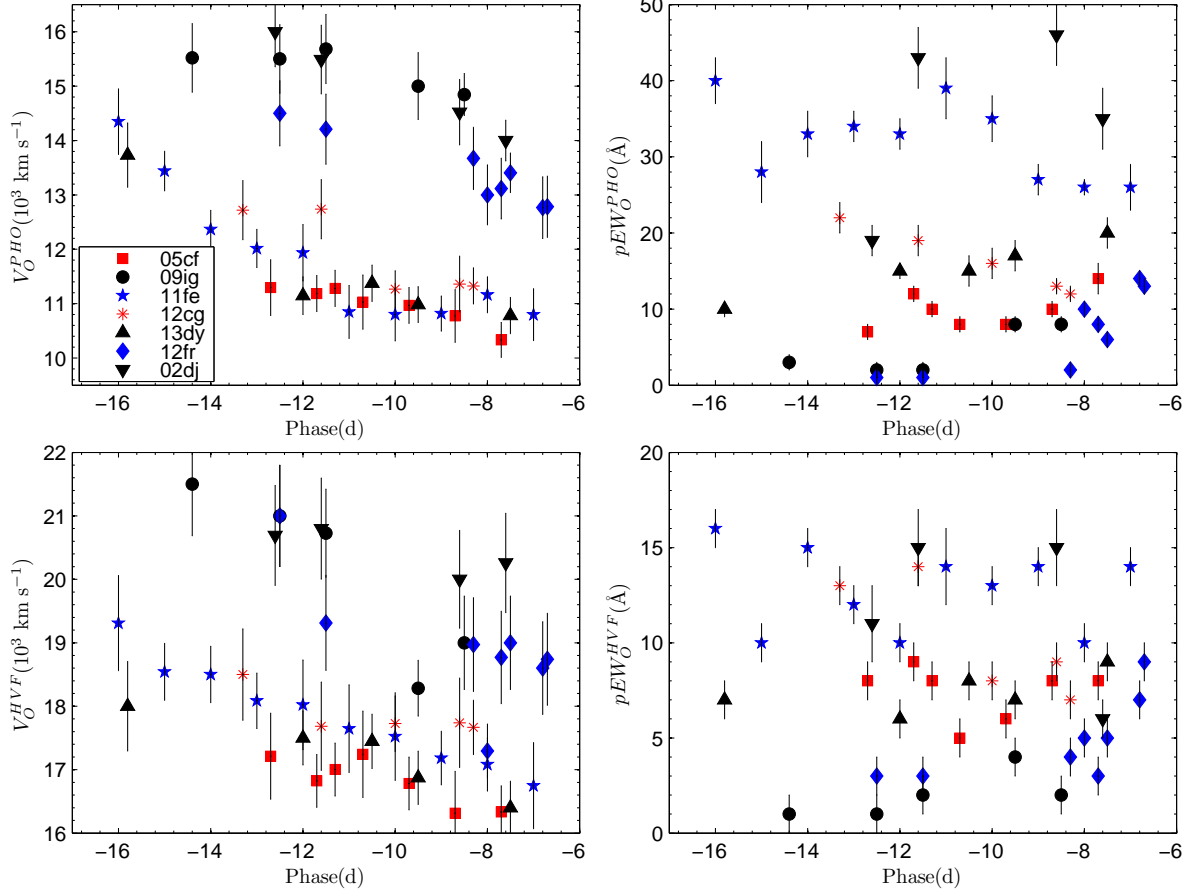 16
15
14
13
12
11
10
−16 −14 −12 −10 −8 −6
Phase(d)
V_O^{PHO}(10^3 km s^{−1})
05cf
09ig
11fe
12cg
13dy
12fr
02dj
50
40
30
20
10
0
−16 −14 −12 −10 −8 −6
Phase(d)
pEW_O^{PHO}(Å)
22
21
20
19
18
17
16
−16 −14 −12 −10 −8 −6
Phase(d)
V_O^{HVF}(10^3 km s^{−1})
20
15
10
5
0
−16 −14 −12 −10 −8 −6
Phase(d)
pEW_O^{HVF}(Å)